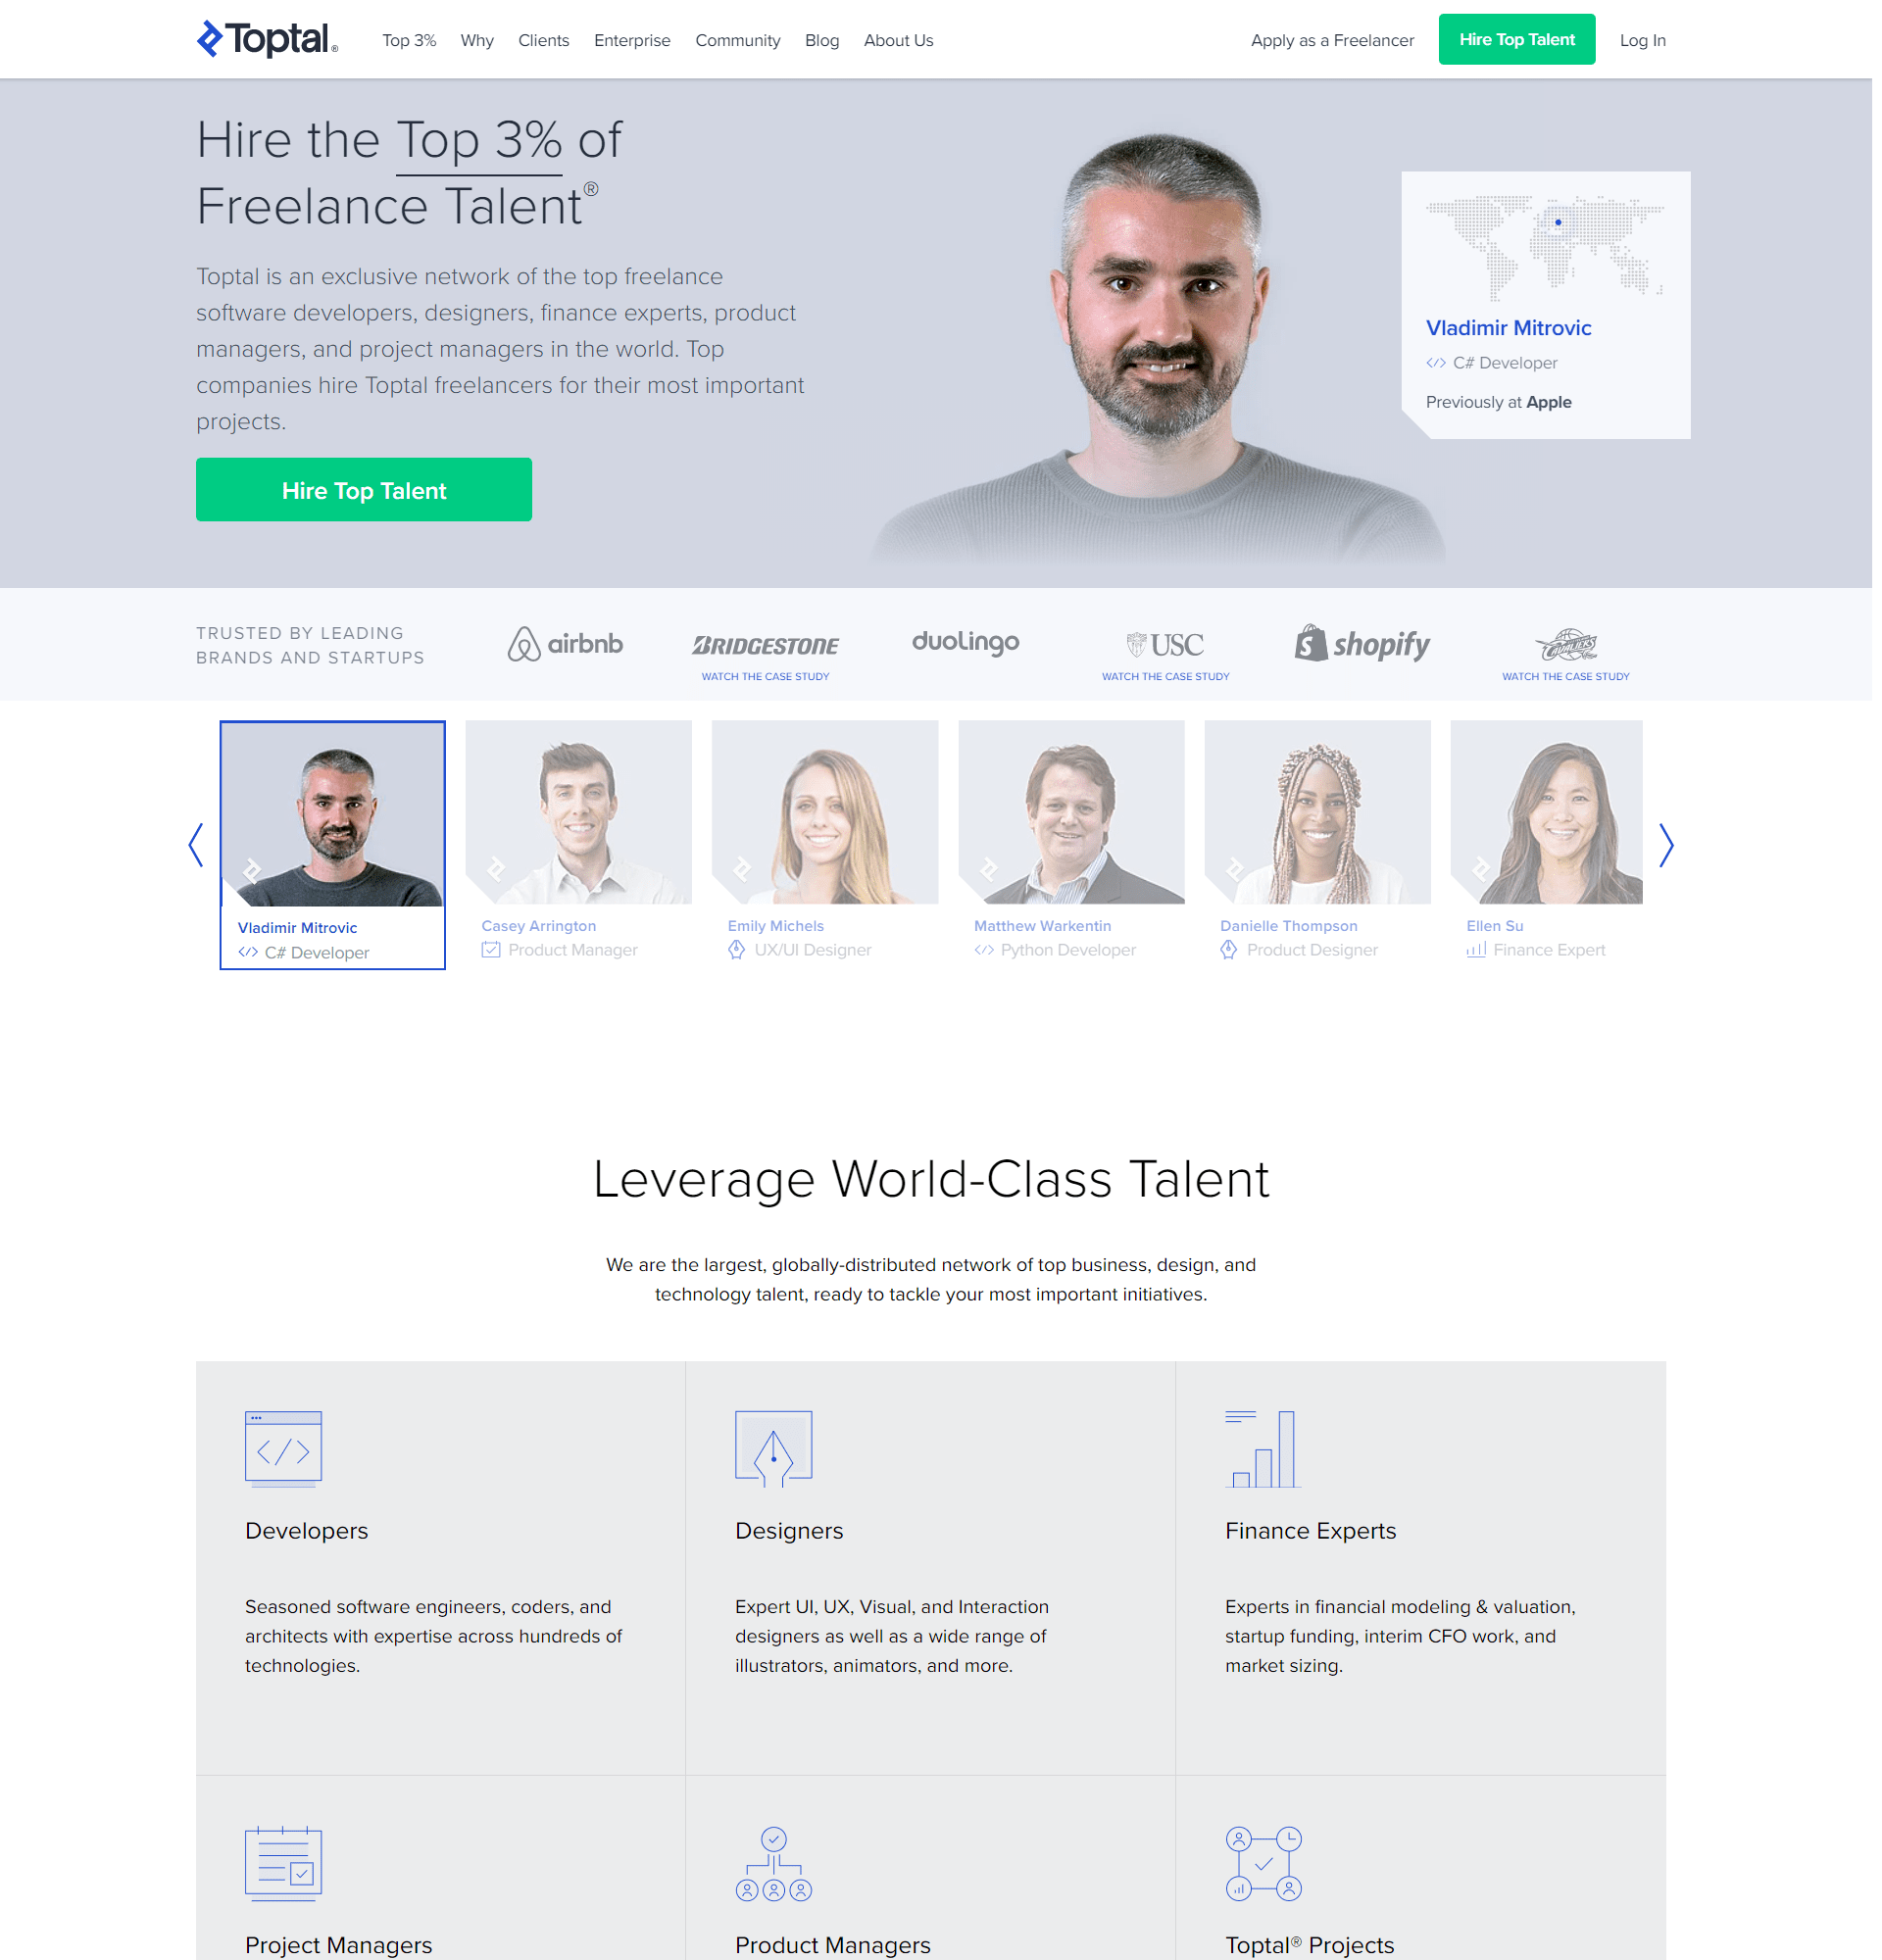 Toptal®
Top 3%
Why
Clients
Enterprise
Community
Blog
About Us
Apply as a Freelancer
Hire Top Talent
Log In
Hire the Top 3% of
Freelance Talent®
Toptal is an exclusive network of the top freelance
software developers, designers, finance experts, product
managers, and project managers in the world. Top
companies hire Toptal freelancers for their most important
projects.
Hire Top Talent
Vladimir Mitrovic
</> C# Developer
Previously at Apple
TRUSTED BY LEADING
BRANDS AND STARTUPS
airbnb
BRIDGESTONE
WATCH THE CASE STUDY
duolingo
USC
WATCH THE CASE STUDY
shopify
CAVALIERS
WATCH THE CASE STUDY
Vladimir Mitrovic
</> C# Developer
Casey Arrington
Product Manager
Emily Michels
UX/UI Designer
Matthew Warkentin
</> Python Developer
Danielle Thompson
Product Designer
Ellen Su
Finance Expert
Leverage World-Class Talent
We are the largest, globally-distributed network of top business, design, and
technology talent, ready to tackle your most important initiatives.
</>
Developers
Seasoned software engineers, coders, and
architects with expertise across hundreds of
technologies.
Designers
Expert UI, UX, Visual, and Interaction
designers as well as a wide range of
illustrators, animators, and more.
Finance Experts
Experts in financial modeling & valuation,
startup funding, interim CFO work, and
market sizing.
Project Managers
Product Managers
Toptal® Projects